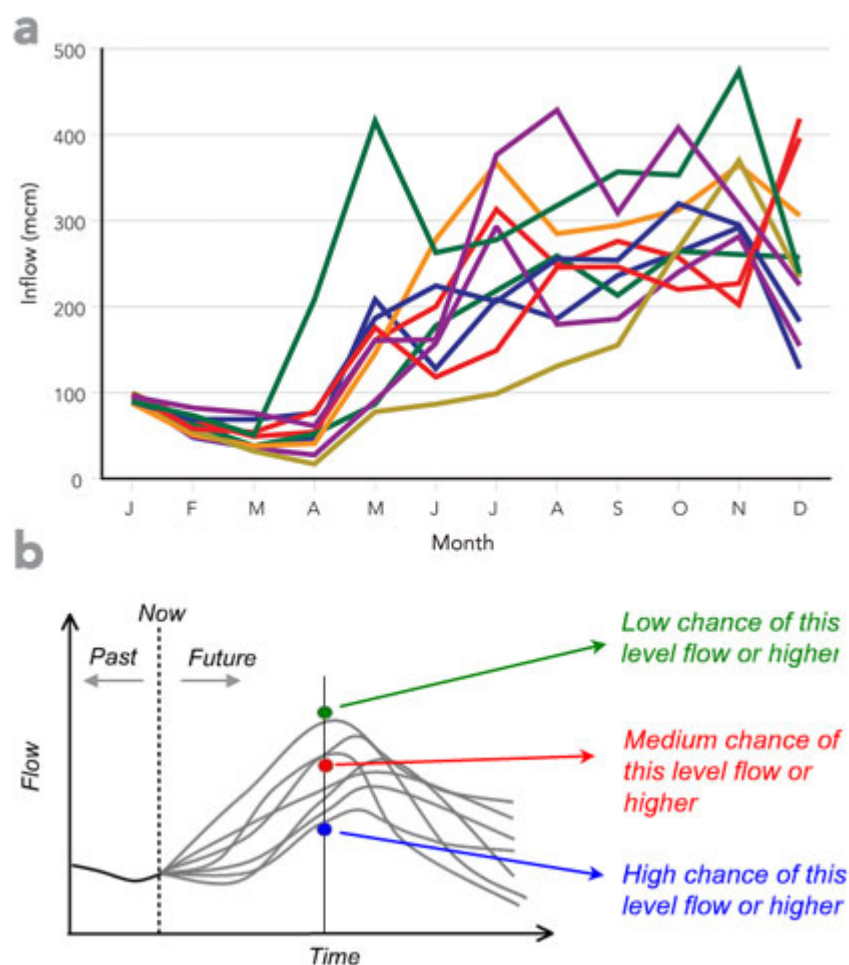 a
500
400
300
200
100
0
Inflow (mcm)
J F M A M J J A S O N D
Month
b
Now
Past
Future
Flow
Time
Low chance of this
level flow or higher
Medium chance of
this level flow or
higher
High chance of this
level flow or higher